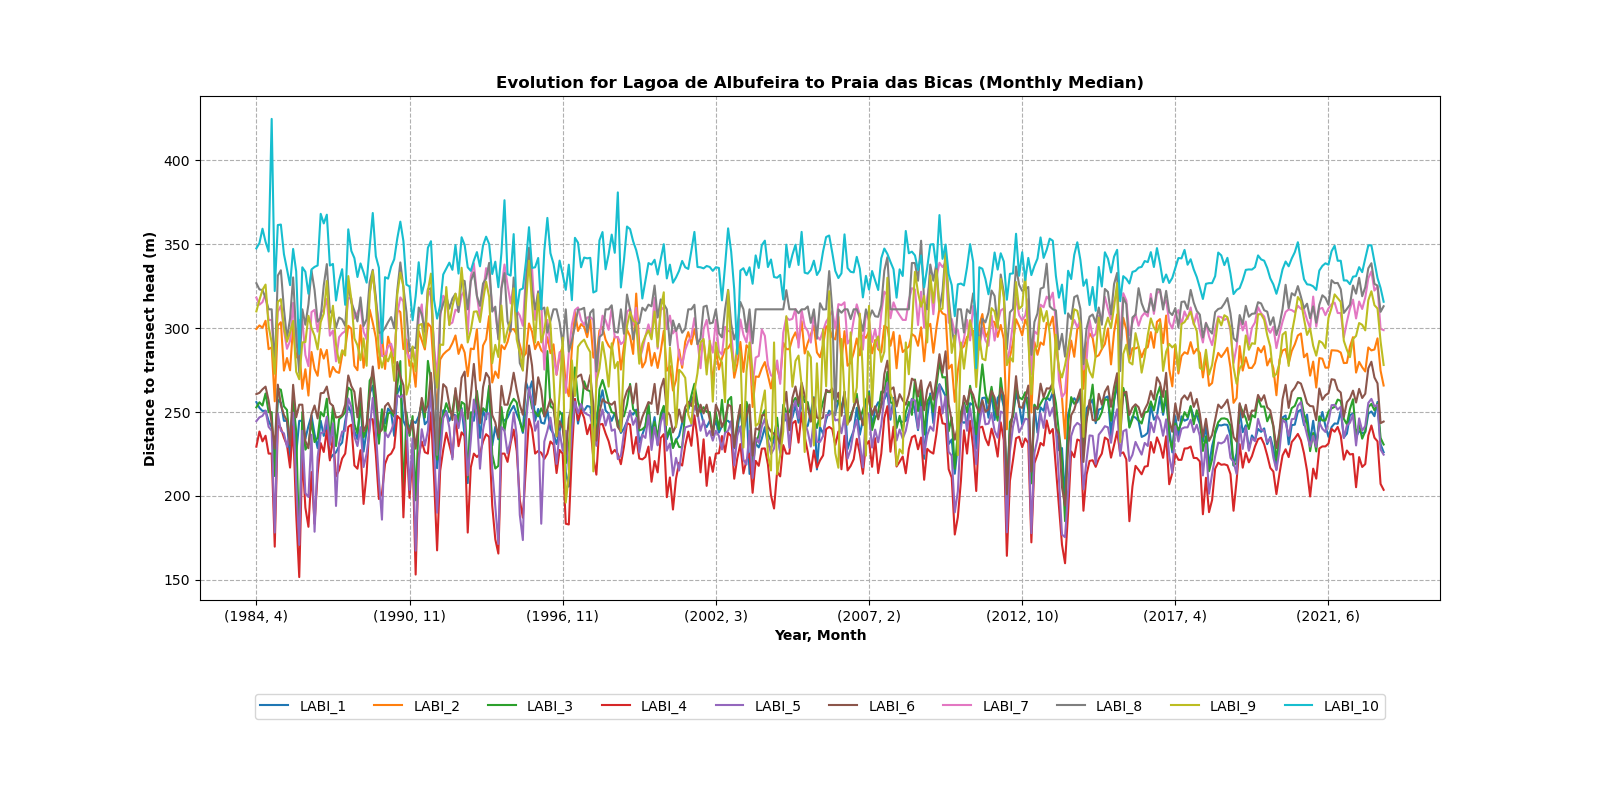 Evolution for Lagoa de Albufeira to Praia das Bicas (Monthly Median)
Distance to transect head (m)
400
350
300
250
200
150
(1984, 4) (1990, 11) (1996, 11) (2002, 3) (2007, 2) (2012, 10) (2017, 4) (2021, 6)
Year, Month
LABI_1 LABI_2 LABI_3 LABI_4 LABI_5 LABI_6 LABI_7 LABI_8 LABI_9 LABI_10